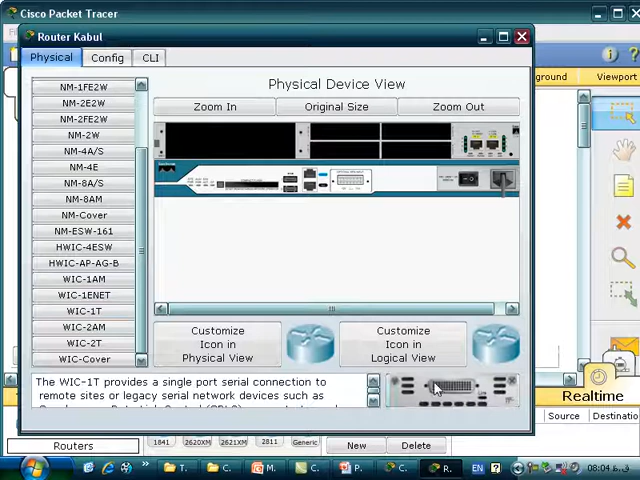 Cisco Packet Tracer
Router Kabul
Physical
Config
CLI
Physical Device View
Zoom In
Original Size
Zoom Out
NM-1FE2W
NM-2E2W
NM-2FE2W
NM-2W
NM-4A/S
NM-4E
NM-8A/S
NM-8AM
NM-Cover
NM-ESW-161
HWIC-4ESW
HWIC-AP-AG-B
WIC-1AM
WIC-1ENET
WIC-1T
WIC-2AM
WIC-2T
WIC-Cover
Customize
Icon in
Physical View
Customize
Icon in
Logical View
The WIC-1T provides a single port serial connection to
remote sites or legacy serial network devices such as
ground
Viewport
Realtime
Source
Destinatio
Routers
1841
2620XM
2621XM
2811
Generic
New
Delete
T.
C.
M.
C.
P.
C.
R.
EN
08:04